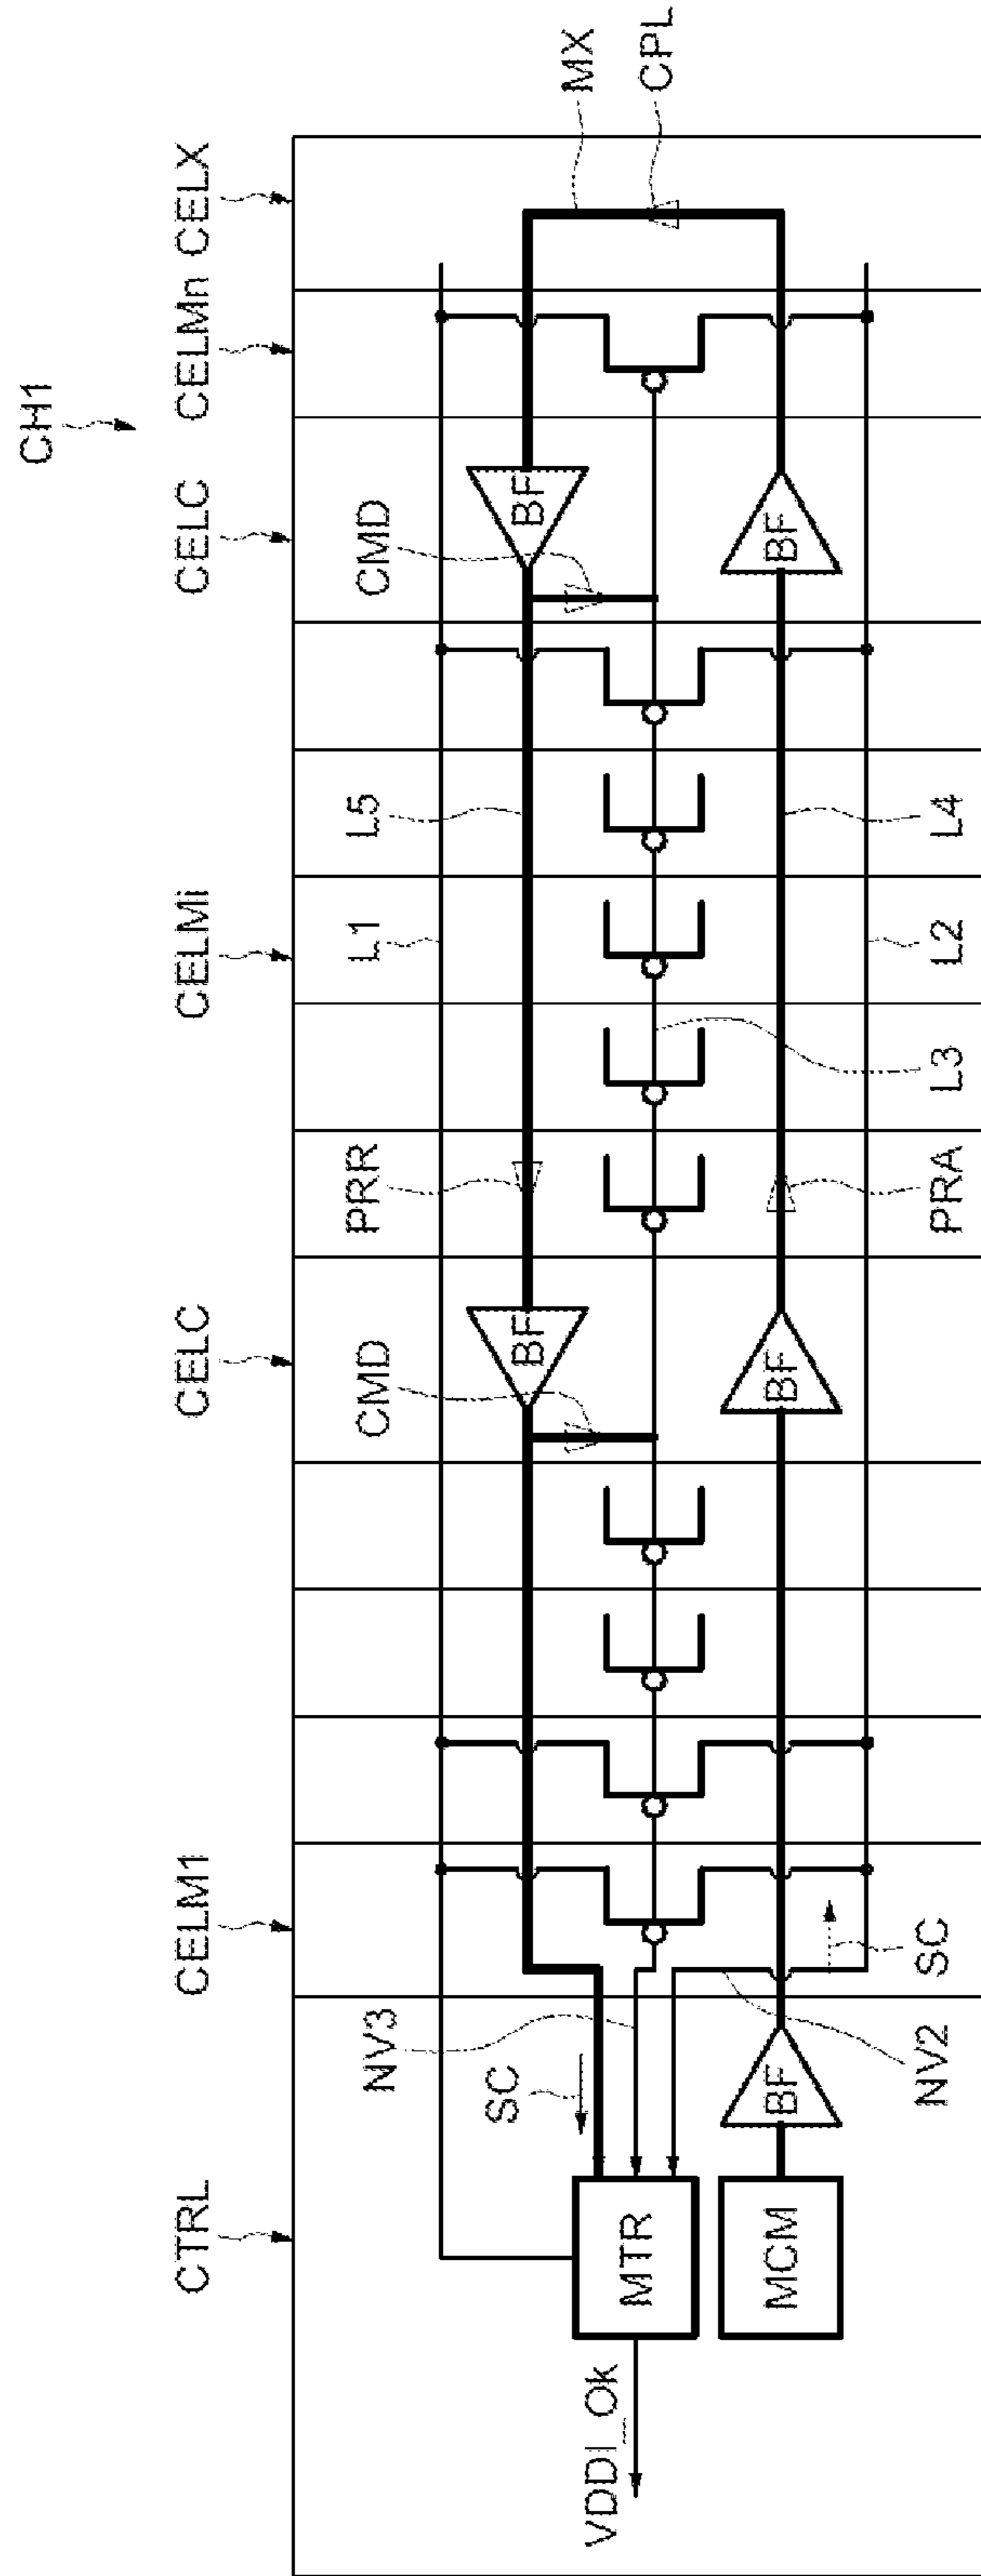 CH1
CTRL
CELM1
CELC
CELMi
CELC
CELMn
CELX
MX
CPL
CMD
CMD
PRR
L1
L5
BF
BF
NV3
SC
MTR
VDDI_Ok
MCM
BF
BF
BF
NV2
SC
PRA
L3
L2
L4